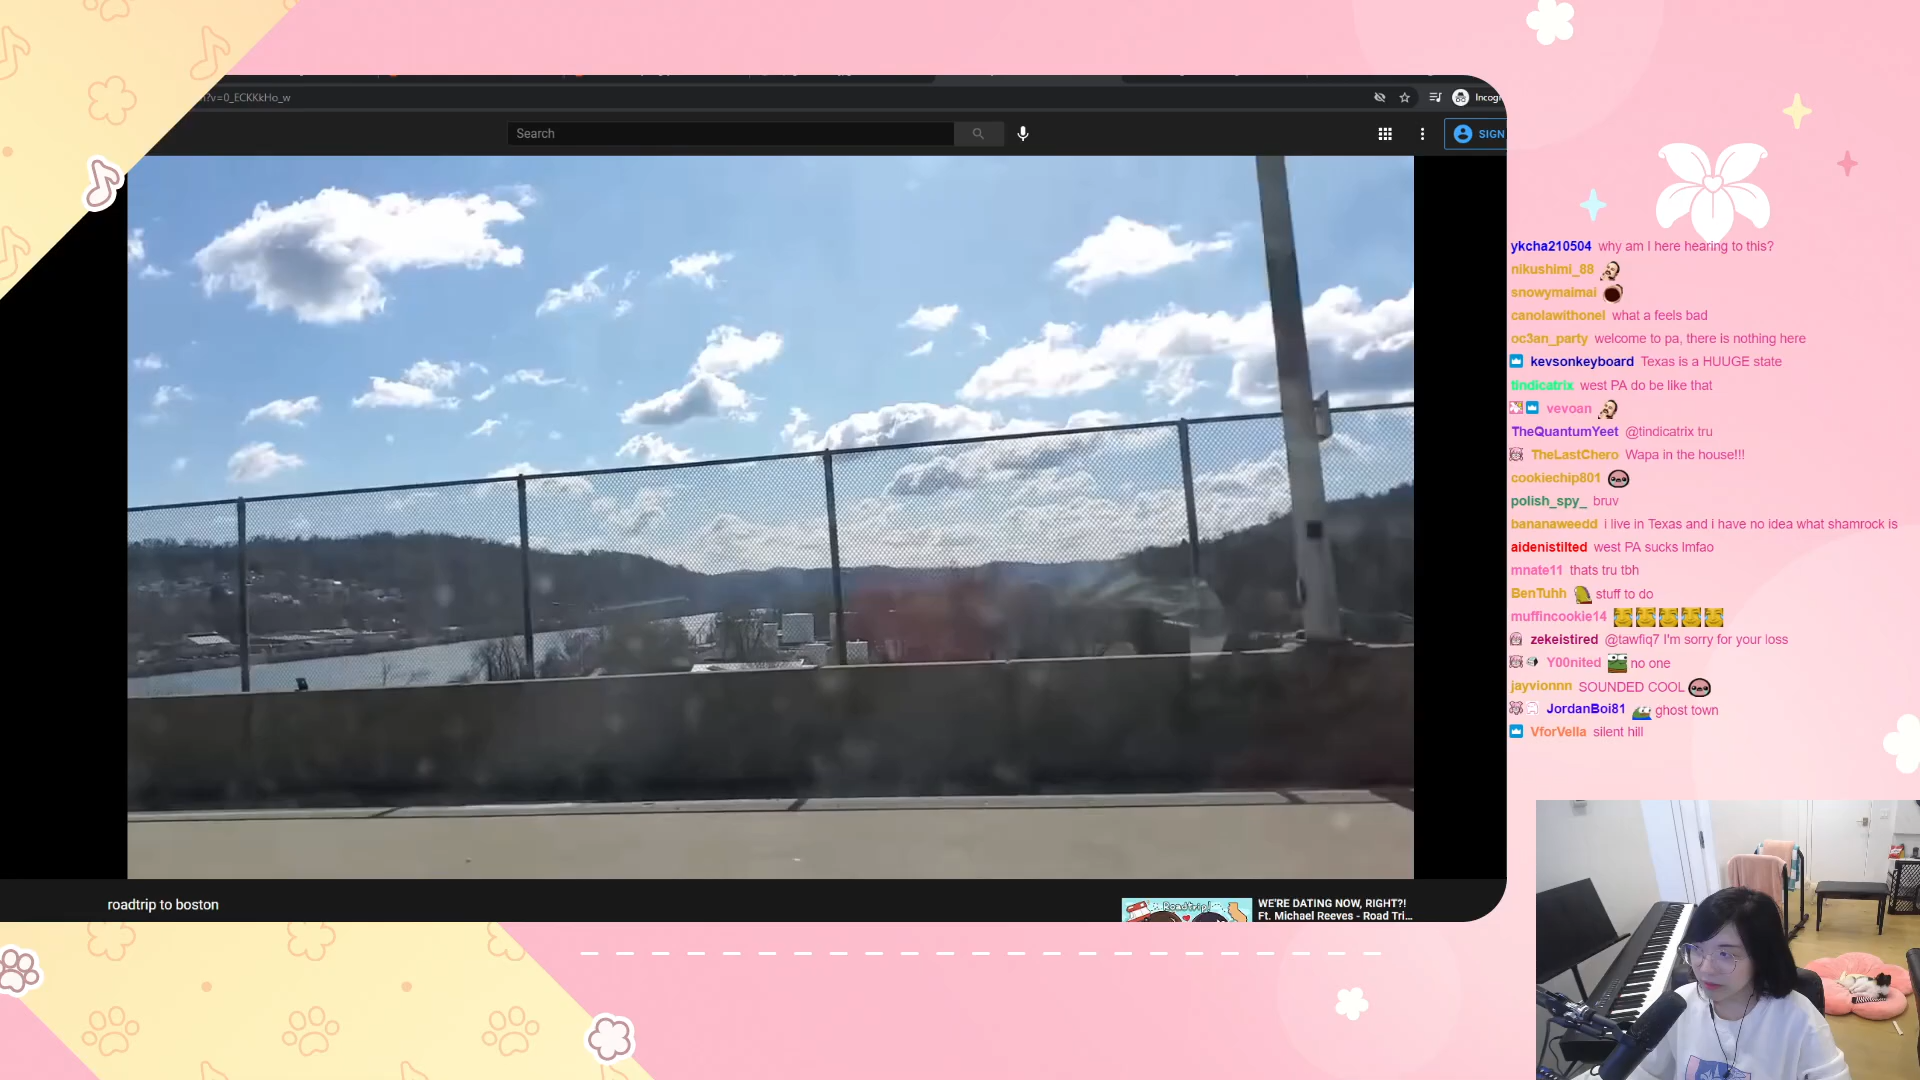 ?v=0_ECKKkHo_w
Incogn
Search
SIGN
ykcha210504 why am I here hearing to this?
nikushimi_88
snowymaimai
canolawithonel what a feels bad
oc3an_party welcome to pa, there is nothing here
kevsonkeyboard Texas is a HUUGE state
tindicatrix west PA do be like that
vevoan
TheQuantumYeet @tindicatrix tru
TheLastChero Wapa in the house!!!
cookiechip801
polish_spy_ bruv
bananaweedd i live in Texas and i have no idea what shamrock is
aidenistilted west PA sucks lmfao
mnate11 thats tru tbh
BenTuhh stuff to do
muffincookie14
zekeistired @tawfiq7 I'm sorry for your loss
Y00nited no one
jayvionnn SOUNDED COOL
JordanBoi81 ghost town
VforVella silent hill
roadtrip to boston
Roadtrip!
WE'RE DATING NOW, RIGHT?!
Ft. Michael Reeves - Road Tri...